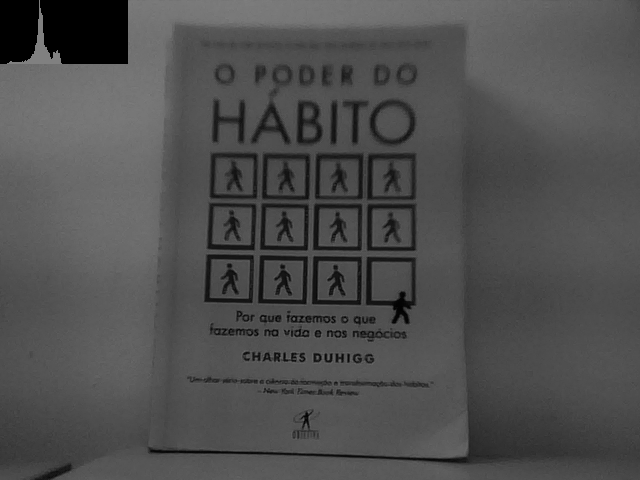 O PODER DO
HÁBITO
Por que fazemos o que
fazemos na vida e nos negócios
CHARLES DUHIGG
"Um olhar sério sobre a ciência da formação e transformação dos hábitos."
– New York Times Book Review
OBJETIVA